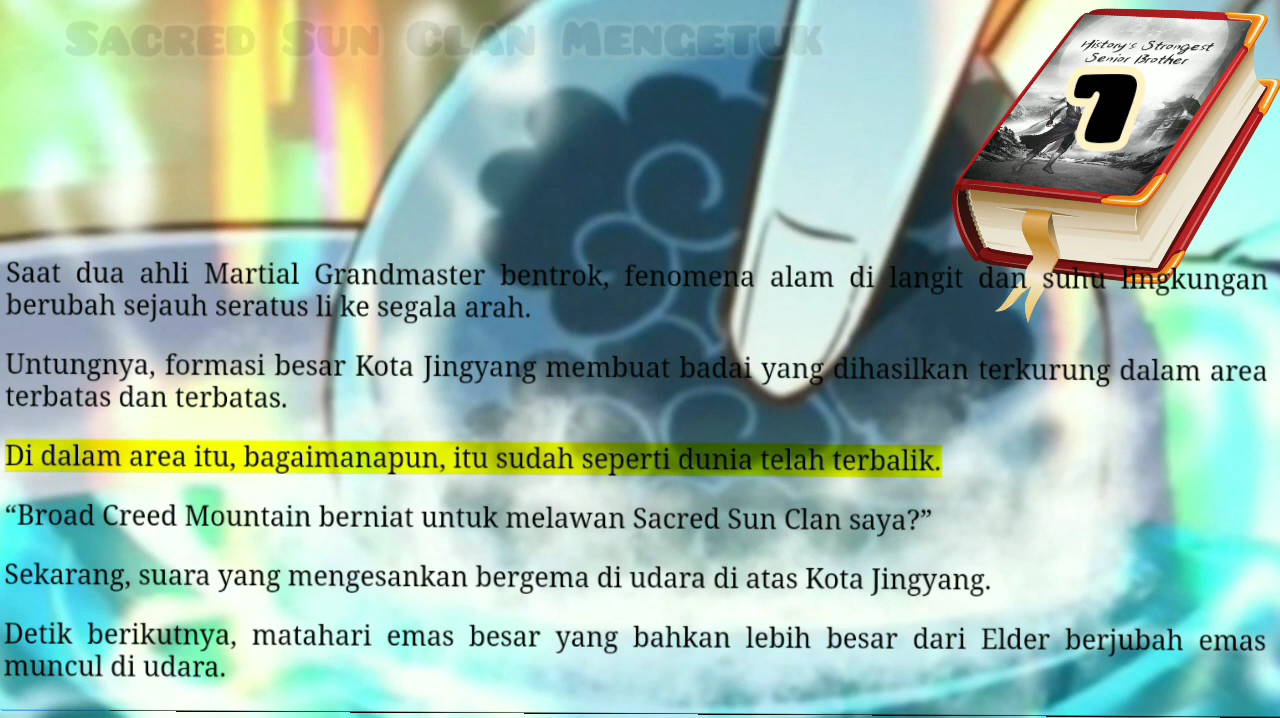 Sacred Sun Clan Mengetuk
History's Strongest
Senior Brother
7
Saat dua ahli Martial Grandmaster bentrok, fenomena alam di langit dan suhu lingkungan
berubah sejauh seratus li ke segala arah.
Untungnya, formasi besar Kota Jingyang membuat badai yang dihasilkan terkurung dalam area
terbatas dan terbatas.
Di dalam area itu, bagaimanapun, itu sudah seperti dunia telah terbalik.
“Broad Creed Mountain berniat untuk melawan Sacred Sun Clan saya?”
Sekarang, suara yang mengesankan bergema di udara di atas Kota Jingyang.
Detik berikutnya, matahari emas besar yang bahkan lebih besar dari Elder berjubah emas
muncul di udara.